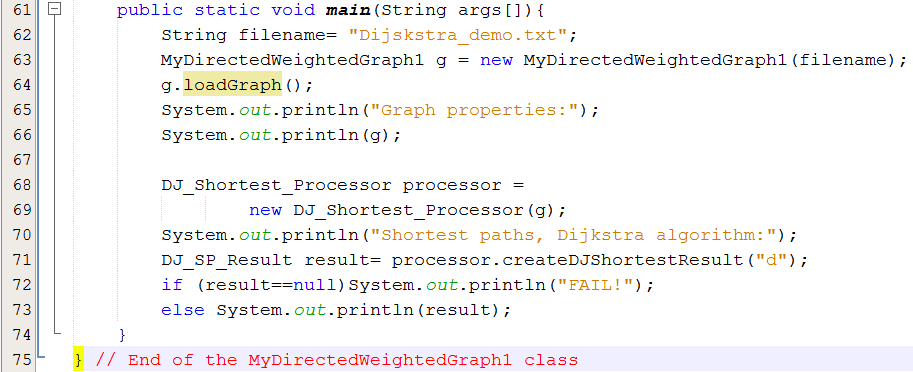 61 public static void main(String args[]){
62 String filename= "Dijskstra_demo.txt";
63 MyDirectedWeightedGraph1 g = new MyDirectedWeightedGraph1(filename);
64 g.loadGraph();
65 System.out.println("Graph properties:");
66 System.out.println(g);
67
68 DJ_Shortest_Processor processor =
69 new DJ_Shortest_Processor(g);
70 System.out.println("Shortest paths, Dijkstra algorithm:");
71 DJ_SP_Result result= processor.createDJShortestResult("d");
72 if (result==null)System.out.println("FAIL!");
73 else System.out.println(result);
74 }
75 } // End of the MyDirectedWeightedGraph1 class